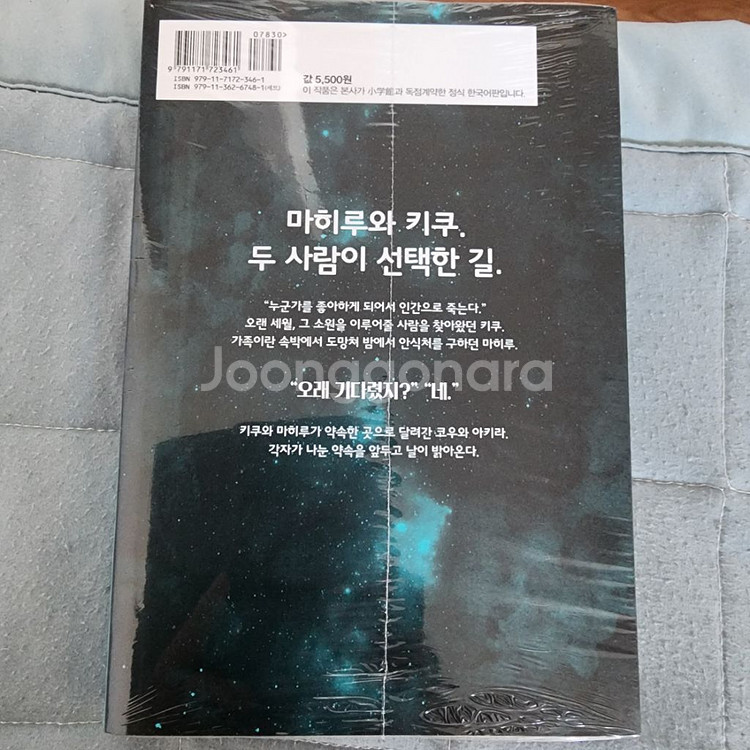 07830>
9 791171 723461
ISBN 979-11-7172-346-1
ISBN 979-11-362-6748-1(세트)
값 5,500원
이 작품은 본사가 小学館과 독점계약한 정식 한국어판입니다.
마히루와 키쿠.
두 사람이 선택한 길.
“누군가를 좋아하게 되어서 인간으로 죽는다.”
오랜 세월, 그 소원을 이루어줄 사람을 찾아왔던 키쿠.
가족이란 속박에서 도망쳐 밤에서 안식처를 구하던 마히루.
Joonggonara
“오래 기다렸지?” “네.”
키쿠와 마히루가 약속한 곳으로 달려간 코우와 아키라.
각자가 나눈 약속을 앞두고 날이 밝아온다.